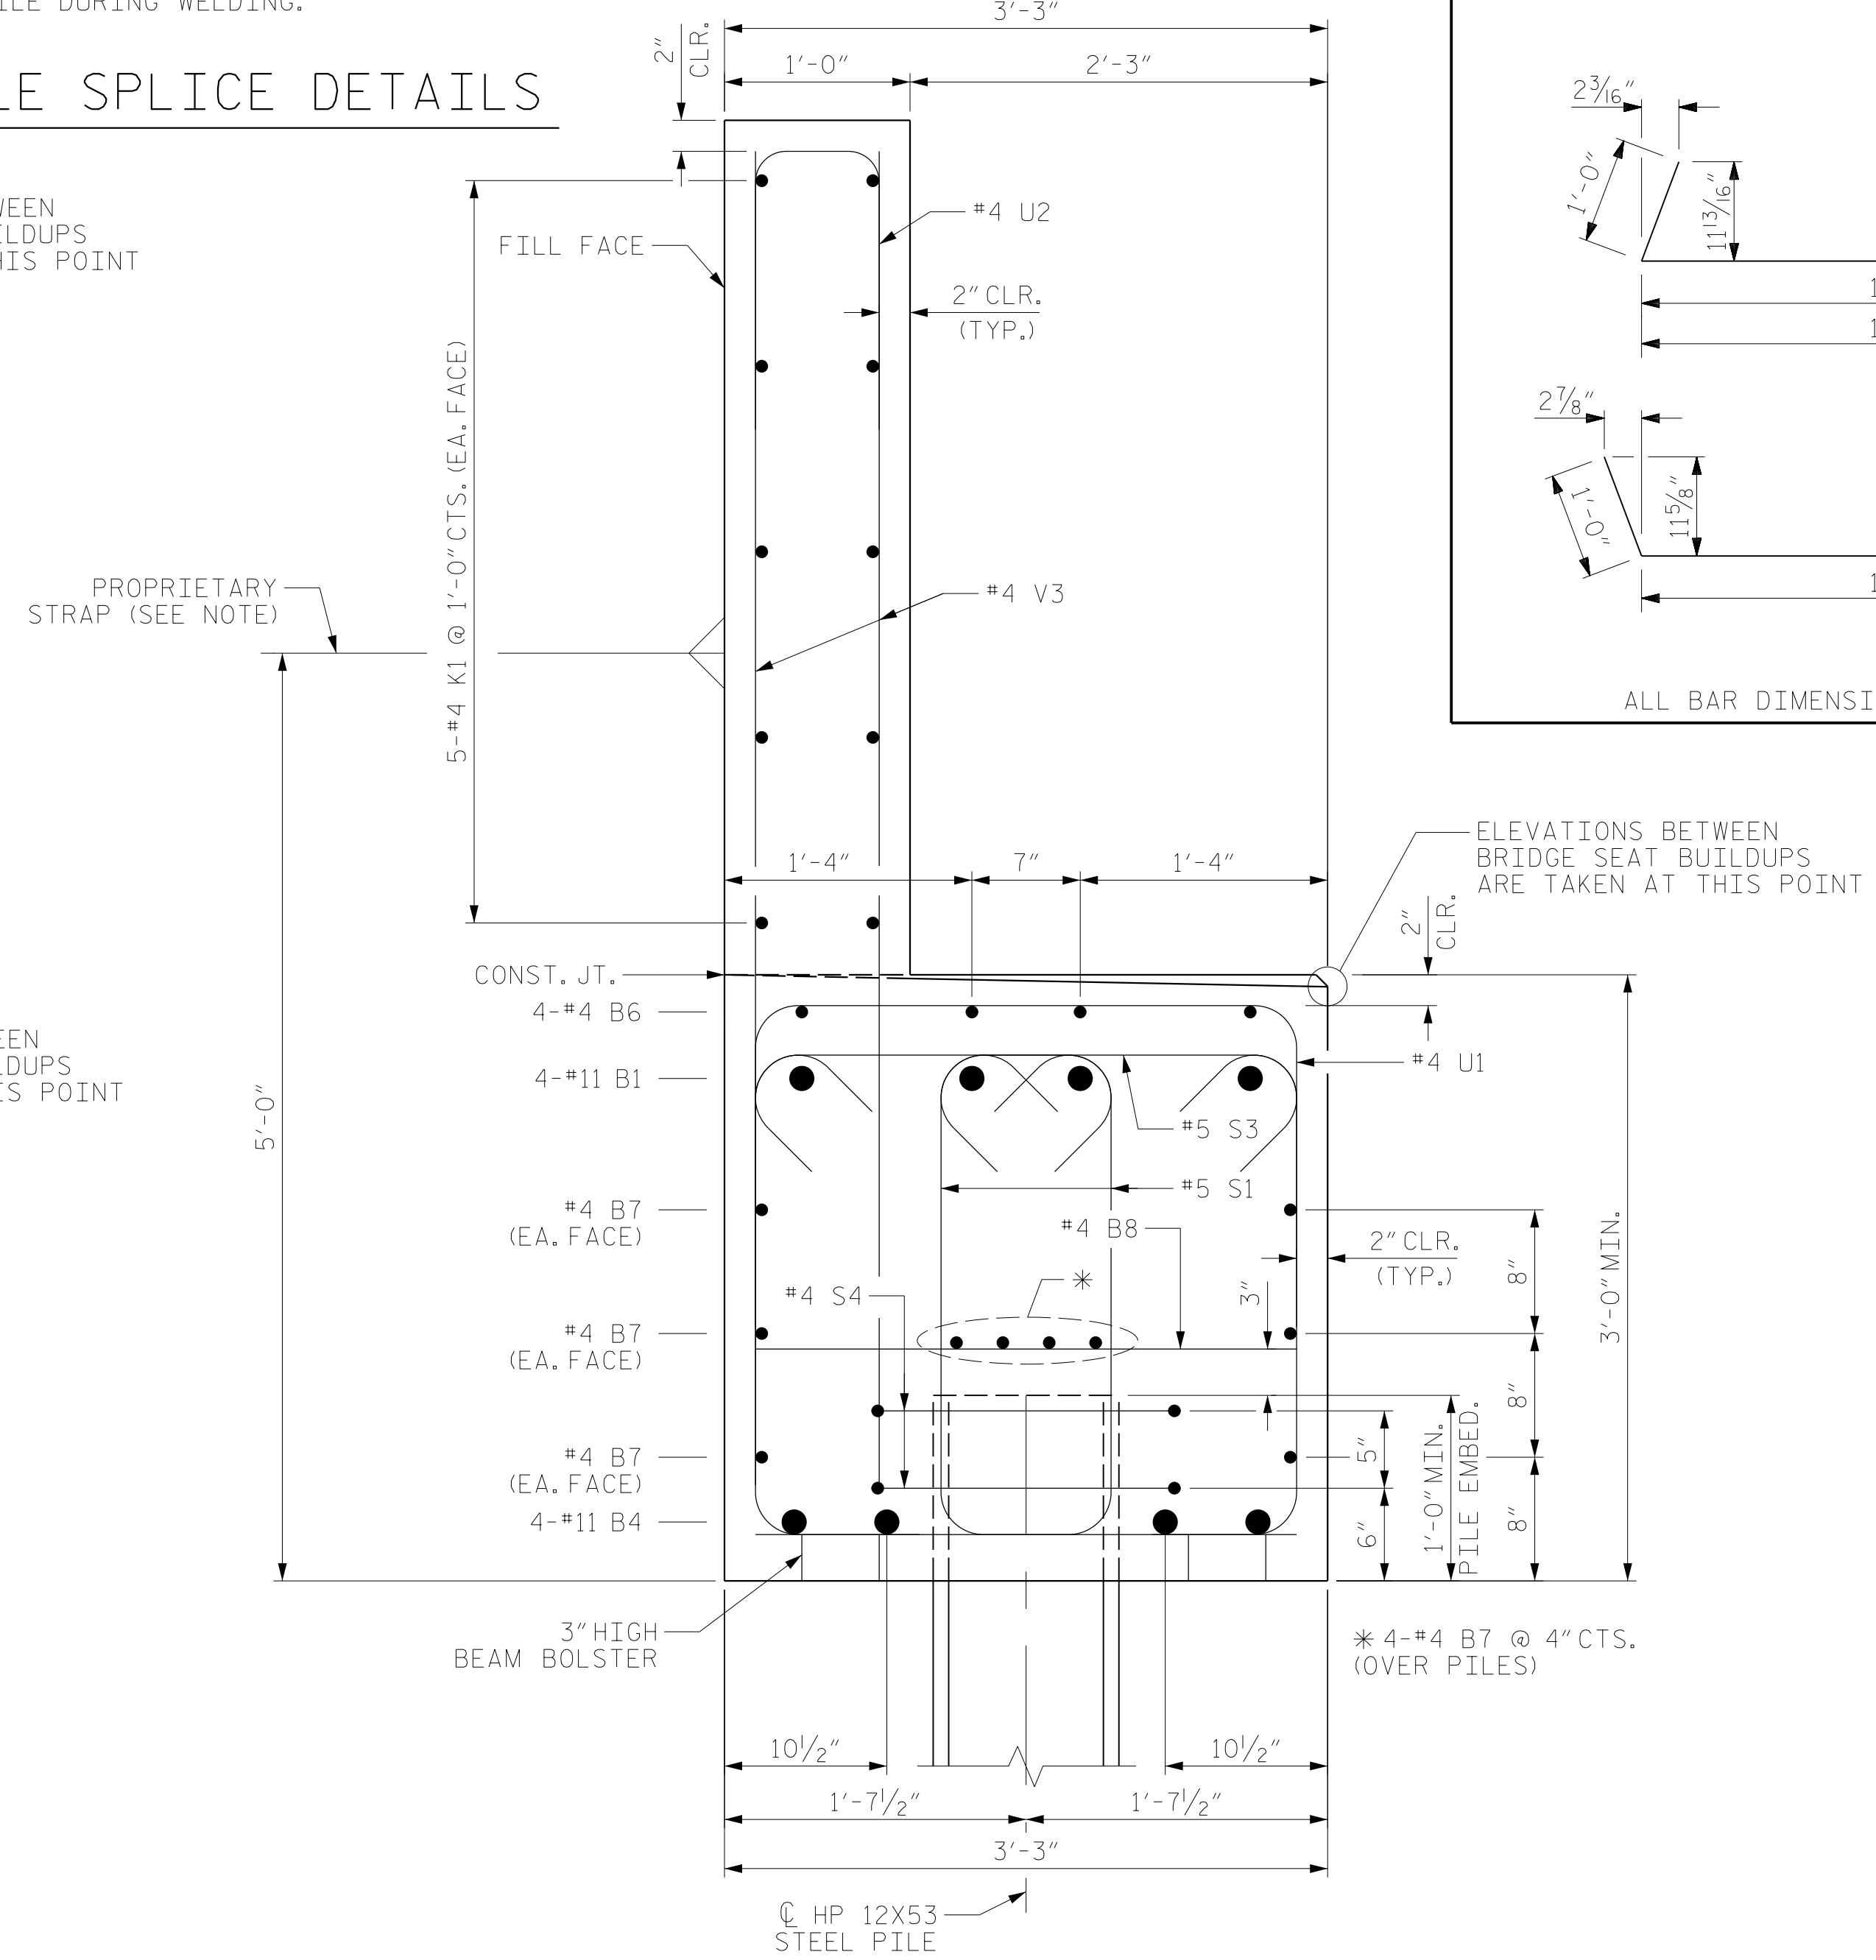 ILE DURING WELDING.
LE SPLICE DETAILS
WEEN
ILDUPS
HIS POINT
3'-3"
2"
CLR.
1'-0"
2'-3"
#4 U2
FILL FACE
2" CLR.
(TYP.)
5-#4 K1 @ 1'-0" CTS. (EA. FACE)
#4 V3
PROPRIETARY
STRAP (SEE NOTE)
2 3/16"
1'-0"
11 13/16"
1
1
2 7/8"
1'-0"
11 5/8"
1
ALL BAR DIMENSI
ELEVATIONS BETWEEN
BRIDGE SEAT BUILDUPS
ARE TAKEN AT THIS POINT
1'-4"
7"
1'-4"
2"
CLR.
CONST. JT.
4-#4 B6
4-#11 B1
EEN
LDUPS
IS POINT
5'-0"
#4 U1
#5 S3
#5 S1
#4 B7
(EA. FACE)
#4 B8
2" CLR.
(TYP.)
3'-0" MIN.
8"
*
3"
#4 S4
#4 B7
(EA. FACE)
8"
#4 B7
(EA. FACE)
5"
1'-0" MIN.
PILE EMBED.
4-#11 B4
6"
8"
3" HIGH
BEAM BOLSTER
* 4-#4 B7 @ 4" CTS.
(OVER PILES)
10 1/2"
10 1/2"
1'-7 1/2"
1'-7 1/2"
3'-3"
℄ HP 12X53
STEEL PILE